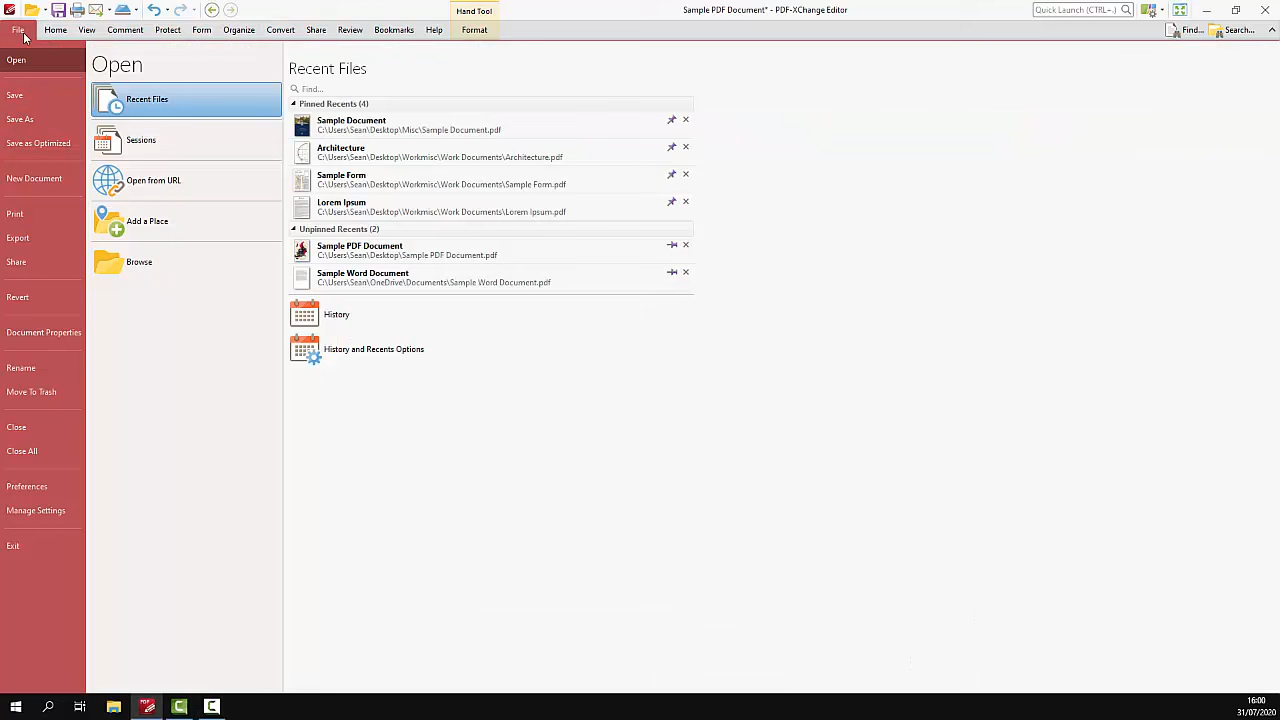 Hand Tool
Sample PDF Document* - PDF-XChange Editor
Quick Launch (CTRL+.)
File Home View Comment Protect Form Organize Convert Share Review Bookmarks Help Format
Find... Search...
Open
Save
Save As
Save as Optimized
New Document
Print
Export
Share
Revert
Document Properties
Rename
Move To Trash
Close
Close All
Preferences
Manage Settings
Exit
Open
Recent Files
Sessions
Open from URL
Add a Place
Browse
Recent Files
Find...
Pinned Recents (4)
Sample Document
C:\Users\Sean\Desktop\Misc\Sample Document.pdf
Architecture
C:\Users\Sean\Desktop\Workmisc\Work Documents\Architecture.pdf
Sample Form
C:\Users\Sean\Desktop\Workmisc\Work Documents\Sample Form.pdf
Lorem Ipsum
C:\Users\Sean\Desktop\Workmisc\Work Documents\Lorem Ipsum.pdf
Unpinned Recents (2)
Sample PDF Document
C:\Users\Sean\Desktop\Sample PDF Document.pdf
Sample Word Document
C:\Users\Sean\OneDrive\Documents\Sample Word Document.pdf
History
History and Recents Options
16:00
31/07/2020